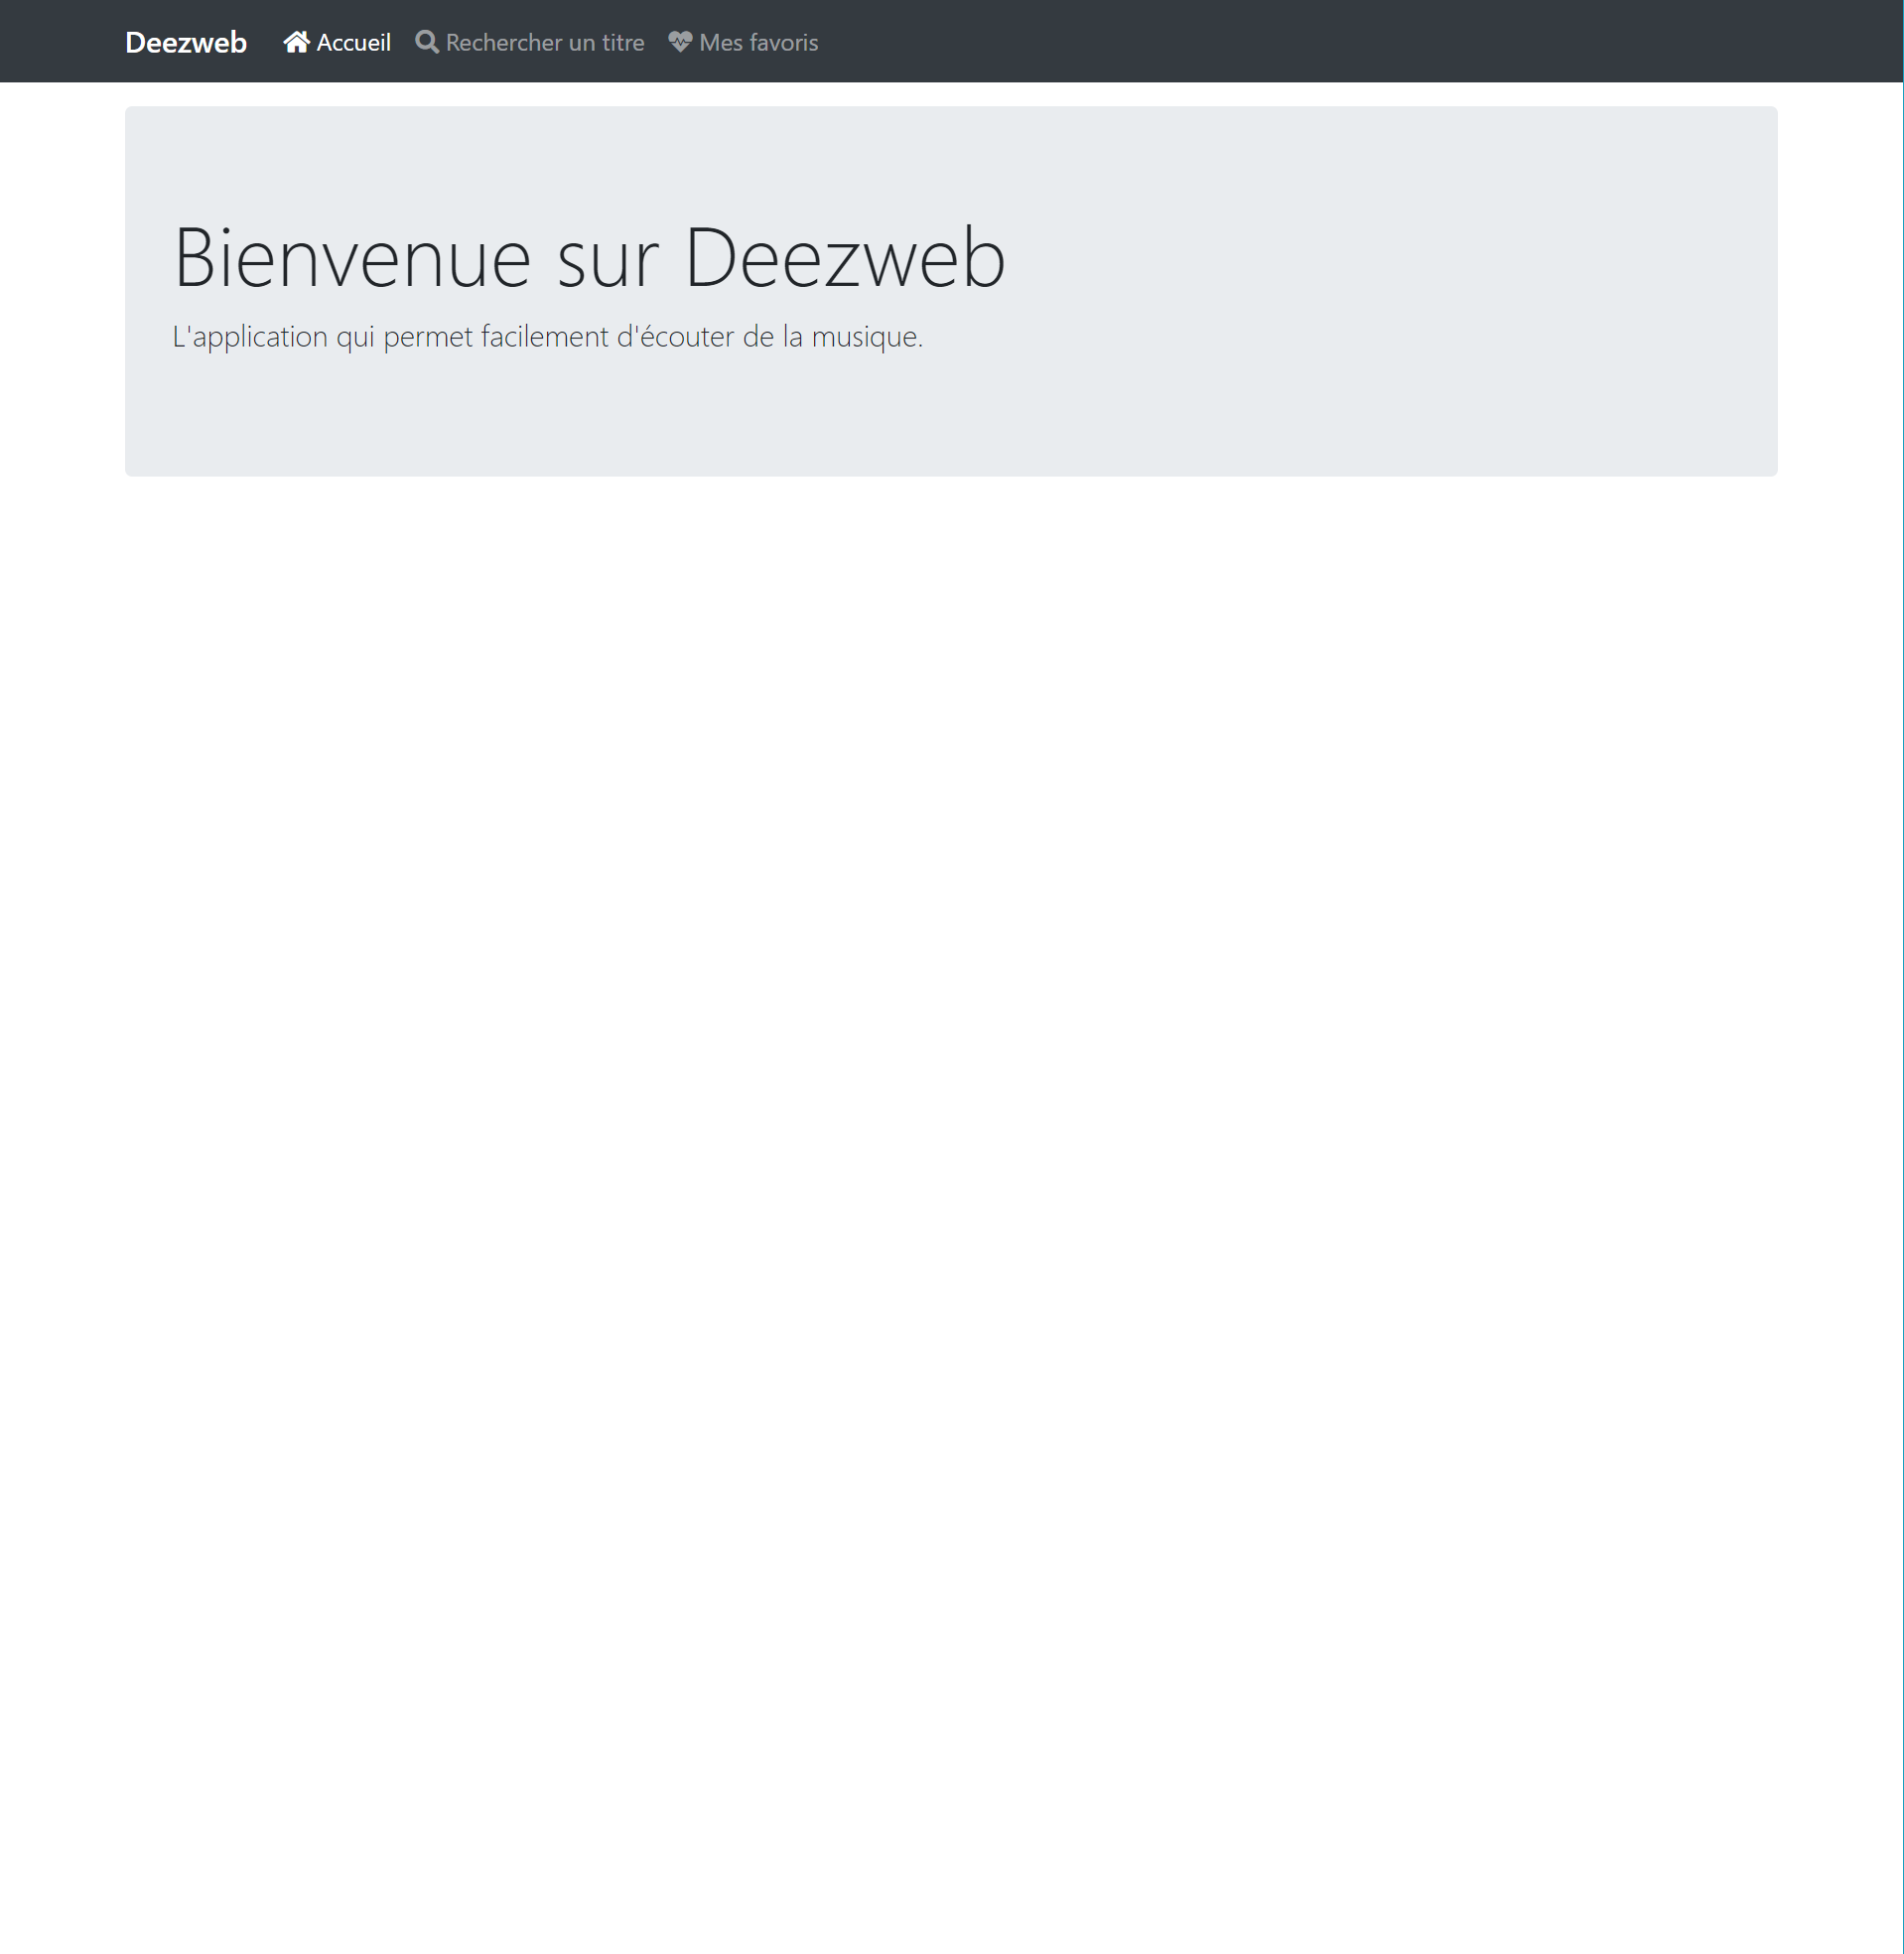 Deezweb Accueil Rechercher un titre Mes favoris
Bienvenue sur Deezweb
L'application qui permet facilement d'écouter de la musique.